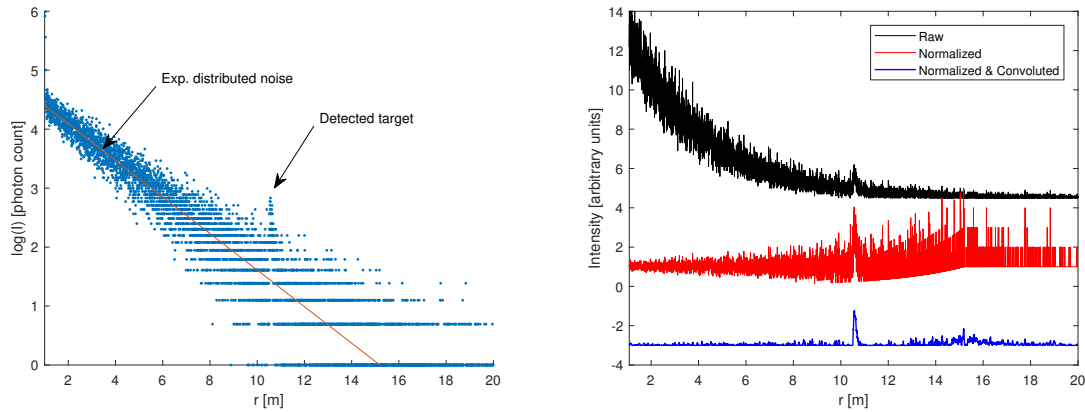 6
5
4
3
2
1
0
log(I) [photon count]
Exp. distributed noise
Detected target
2 4 6 8 10 12 14 16 18 20
r [m]
14
12
10
8
6
4
2
0
-2
-4
Intensity [arbitrary units]
Raw
Normalized
Normalized & Convoluted
2 4 6 8 10 12 14 16 18 20
r [m]